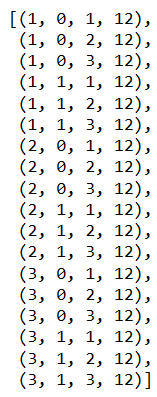 [(1, 0, 1, 12),
(1, 0, 2, 12),
(1, 0, 3, 12),
(1, 1, 1, 12),
(1, 1, 2, 12),
(1, 1, 3, 12),
(2, 0, 1, 12),
(2, 0, 2, 12),
(2, 0, 3, 12),
(2, 1, 1, 12),
(2, 1, 2, 12),
(2, 1, 3, 12),
(3, 0, 1, 12),
(3, 0, 2, 12),
(3, 0, 3, 12),
(3, 1, 1, 12),
(3, 1, 2, 12),
(3, 1, 3, 12)]